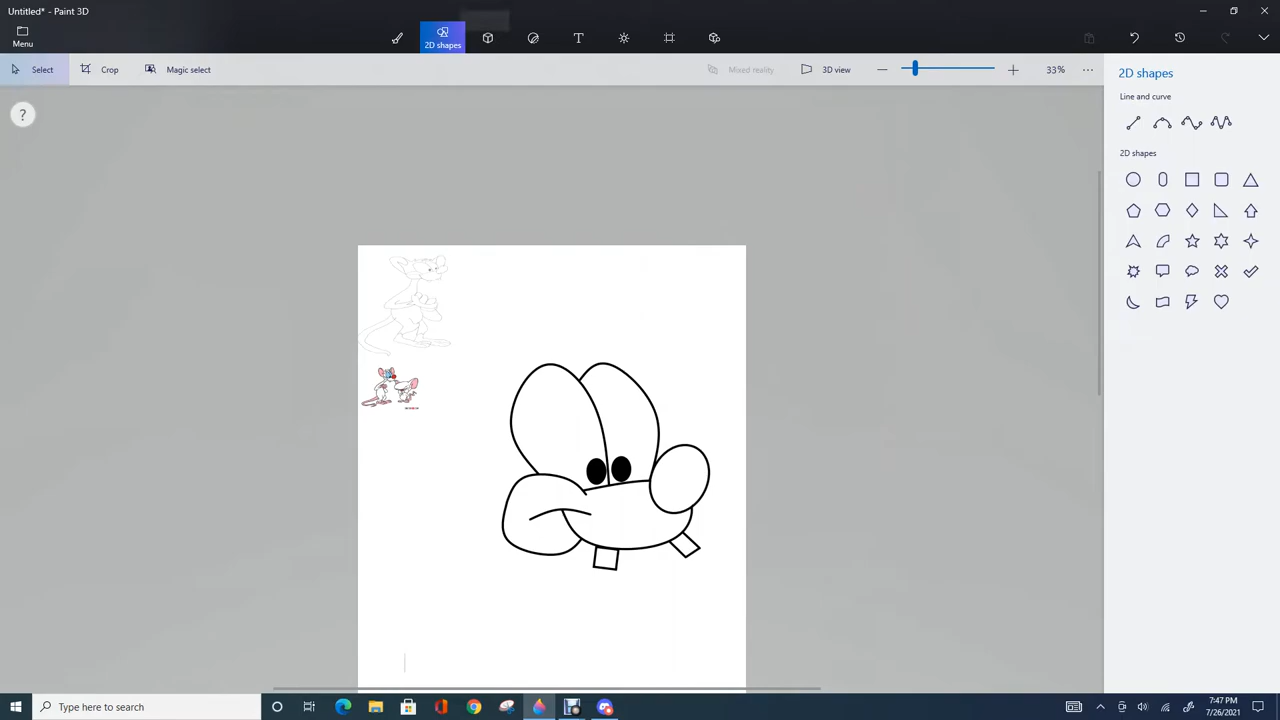 Untitled* - Paint 3D
Menu
2D shapes
Select
Crop
Magic select
Mixed reality
3D view
33%
2D shapes
Line and curve
?
2D shapes
Type here to search
7:47 PM
7/26/2021